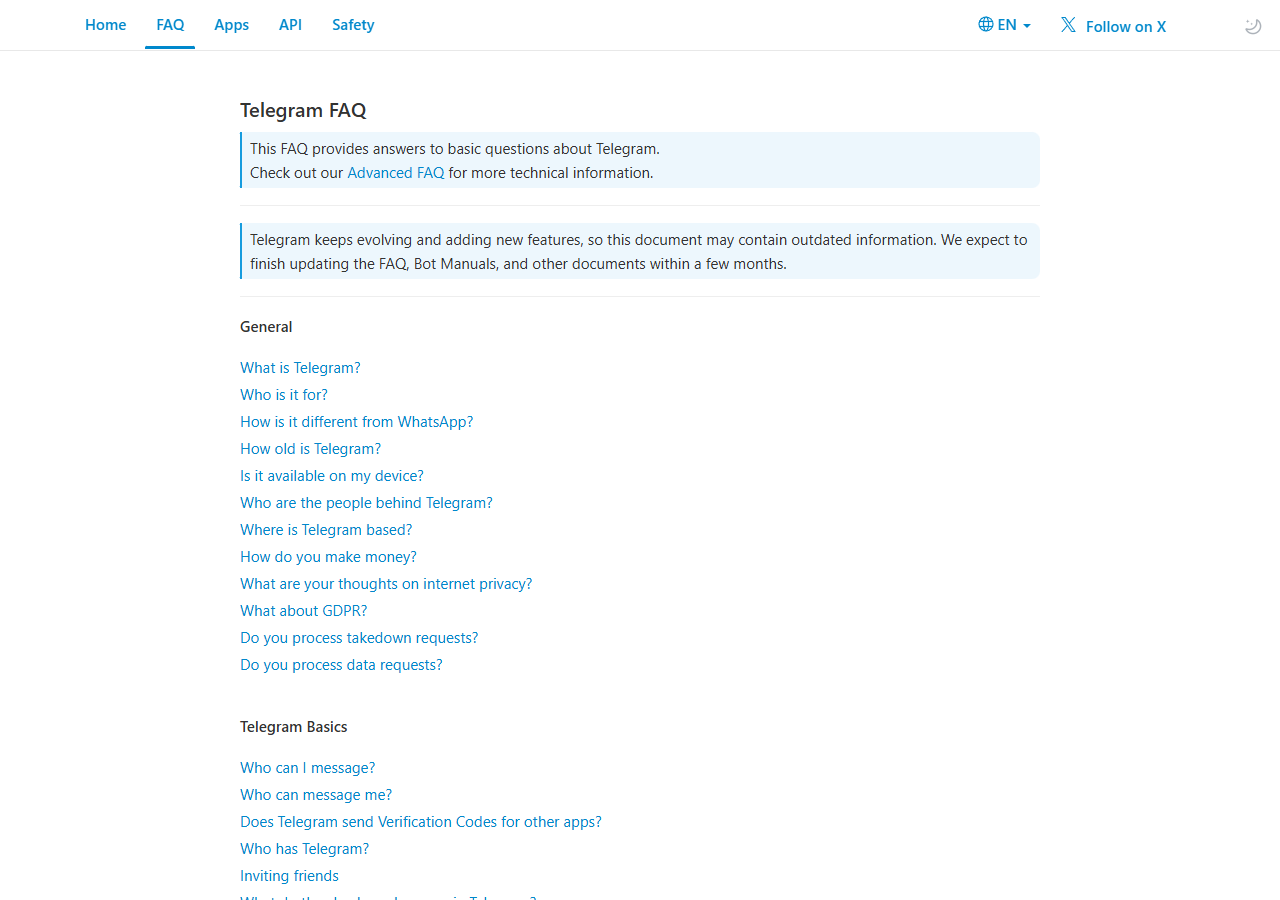 Home FAQ Apps API Safety EN Follow on X
Telegram FAQ
This FAQ provides answers to basic questions about Telegram.
Check out our Advanced FAQ for more technical information.
Telegram keeps evolving and adding new features, so this document may contain outdated information. We expect to
finish updating the FAQ, Bot Manuals, and other documents within a few months.
General
What is Telegram?
Who is it for?
How is it different from WhatsApp?
How old is Telegram?
Is it available on my device?
Who are the people behind Telegram?
Where is Telegram based?
How do you make money?
What are your thoughts on internet privacy?
What about GDPR?
Do you process takedown requests?
Do you process data requests?
Telegram Basics
Who can I message?
Who can message me?
Does Telegram send Verification Codes for other apps?
Who has Telegram?
Inviting friends